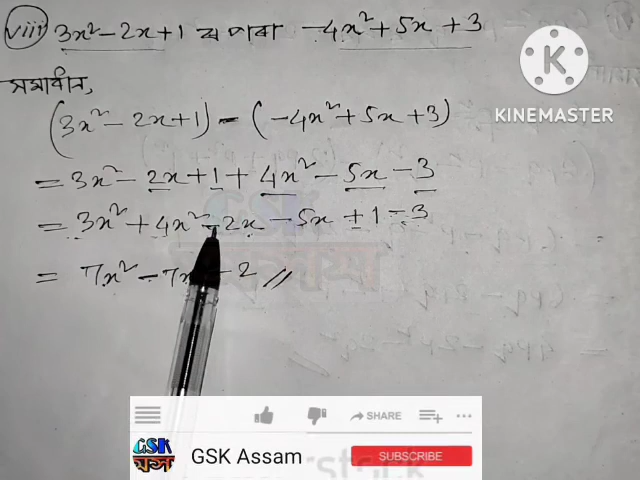 viii) 3x² - 2x + 1 ৰ পৰা -4x² + 5x + 3
সমাধান,
(3x² - 2x + 1) - (-4x² + 5x + 3)
= 3x² - 2x + 1 + 4x² - 5x - 3
= 3x² + 4x² - 2x - 5x + 1 - 3
= 7x² - 7x - 2 //
KINEMASTER
SHARE
GSK
GSK Assam
SUBSCRIBE